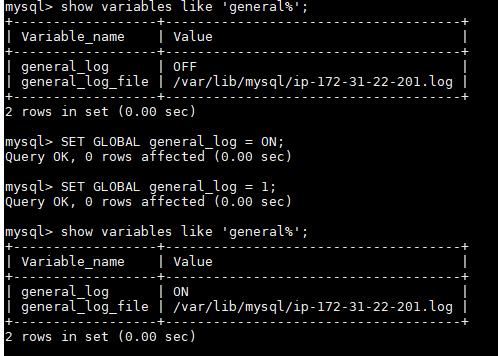 mysql> show variables like 'general%';
+------------------+-------------------------------------+
| Variable_name    | Value                               |
+------------------+-------------------------------------+
| general_log      | OFF                                 |
| general_log_file | /var/lib/mysql/ip-172-31-22-201.log |
+------------------+-------------------------------------+
2 rows in set (0.00 sec)
mysql> SET GLOBAL general_log = ON;
Query OK, 0 rows affected (0.00 sec)
mysql> SET GLOBAL general_log = 1;
Query OK, 0 rows affected (0.00 sec)
mysql> show variables like 'general%';
+------------------+-------------------------------------+
| Variable_name    | Value                               |
+------------------+-------------------------------------+
| general_log      | ON                                  |
| general_log_file | /var/lib/mysql/ip-172-31-22-201.log |
+------------------+-------------------------------------+
2 rows in set (0.00 sec)